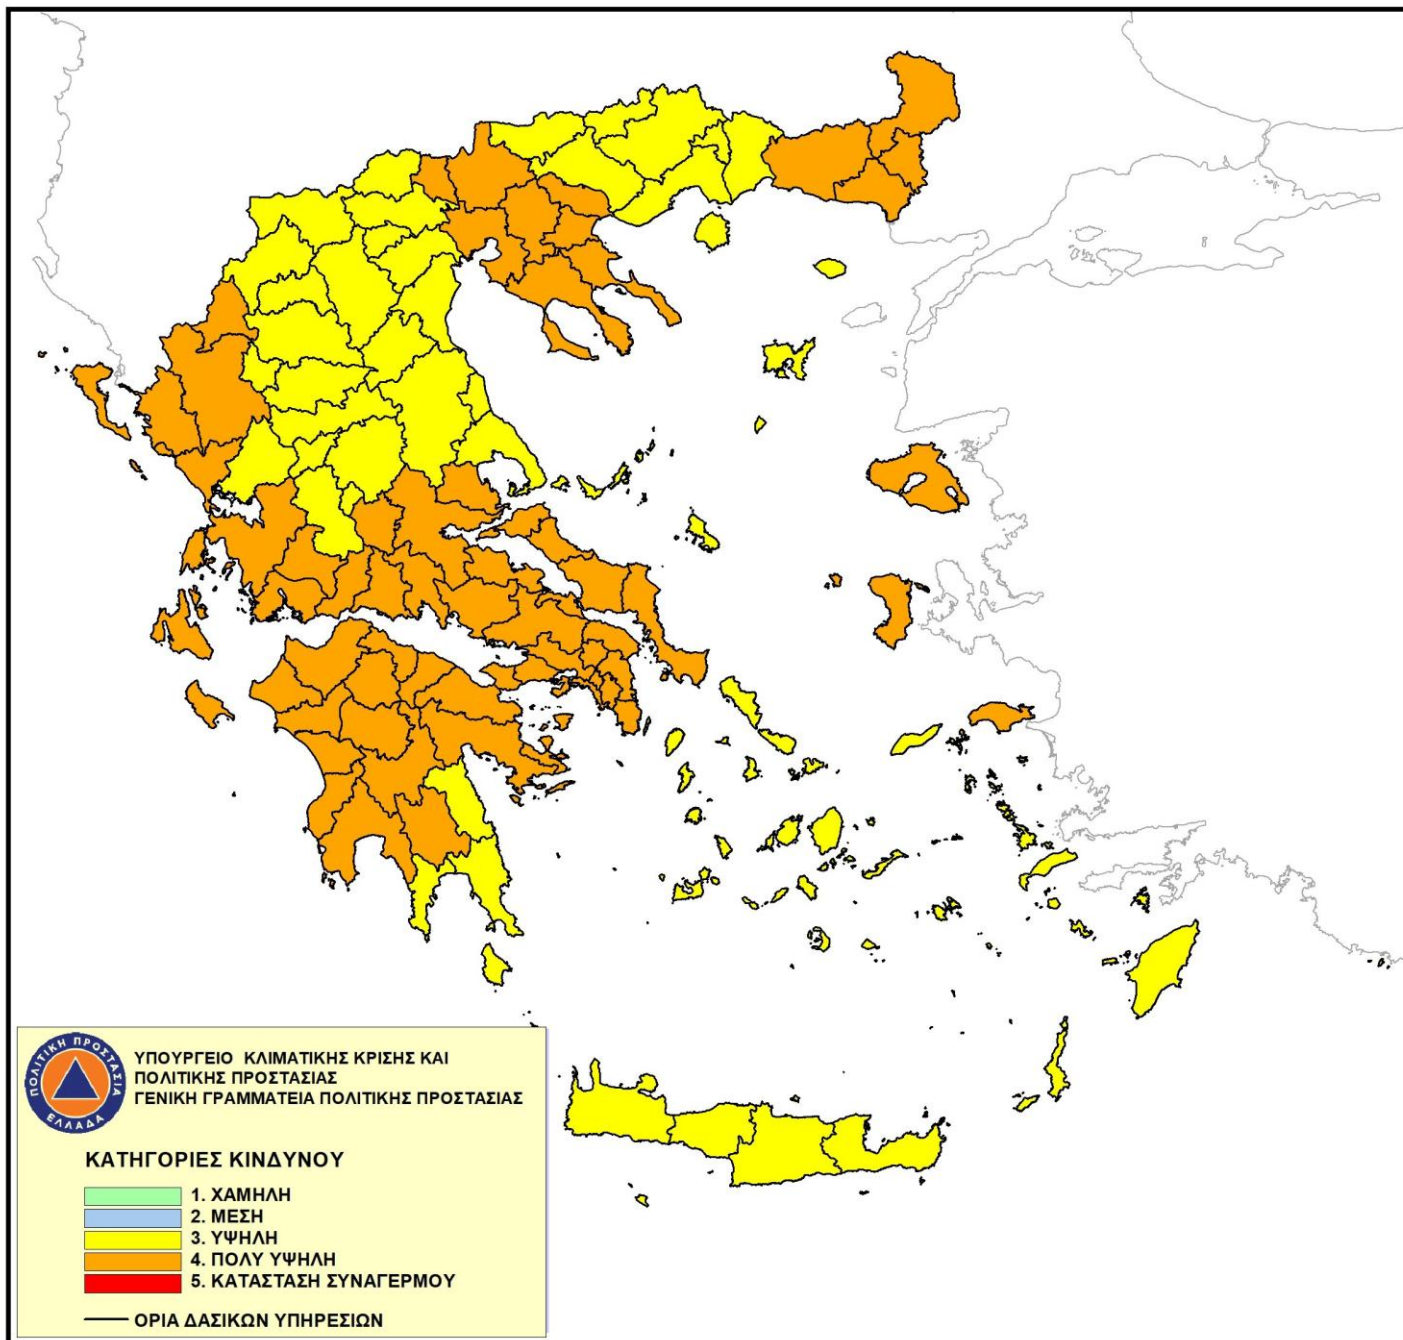 ΠΟΛΙΤΙΚΗ ΠΡΟΣΤΑΣΙΑ
ΕΛΛΑΔΑ
ΥΠΟΥΡΓΕΙΟ ΚΛΙΜΑΤΙΚΗΣ ΚΡΙΣΗΣ ΚΑΙ
ΠΟΛΙΤΙΚΗΣ ΠΡΟΣΤΑΣΙΑΣ
ΓΕΝΙΚΗ ΓΡΑΜΜΑΤΕΙΑ ΠΟΛΙΤΙΚΗΣ ΠΡΟΣΤΑΣΙΑΣ
ΚΑΤΗΓΟΡΙΕΣ ΚΙΝΔΥΝΟΥ
1. ΧΑΜΗΛΗ
2. ΜΕΣΗ
3. ΥΨΗΛΗ
4. ΠΟΛΥ ΥΨΗΛΗ
5. ΚΑΤΑΣΤΑΣΗ ΣΥΝΑΓΕΡΜΟΥ
ΟΡΙΑ ΔΑΣΙΚΩΝ ΥΠΗΡΕΣΙΩΝ